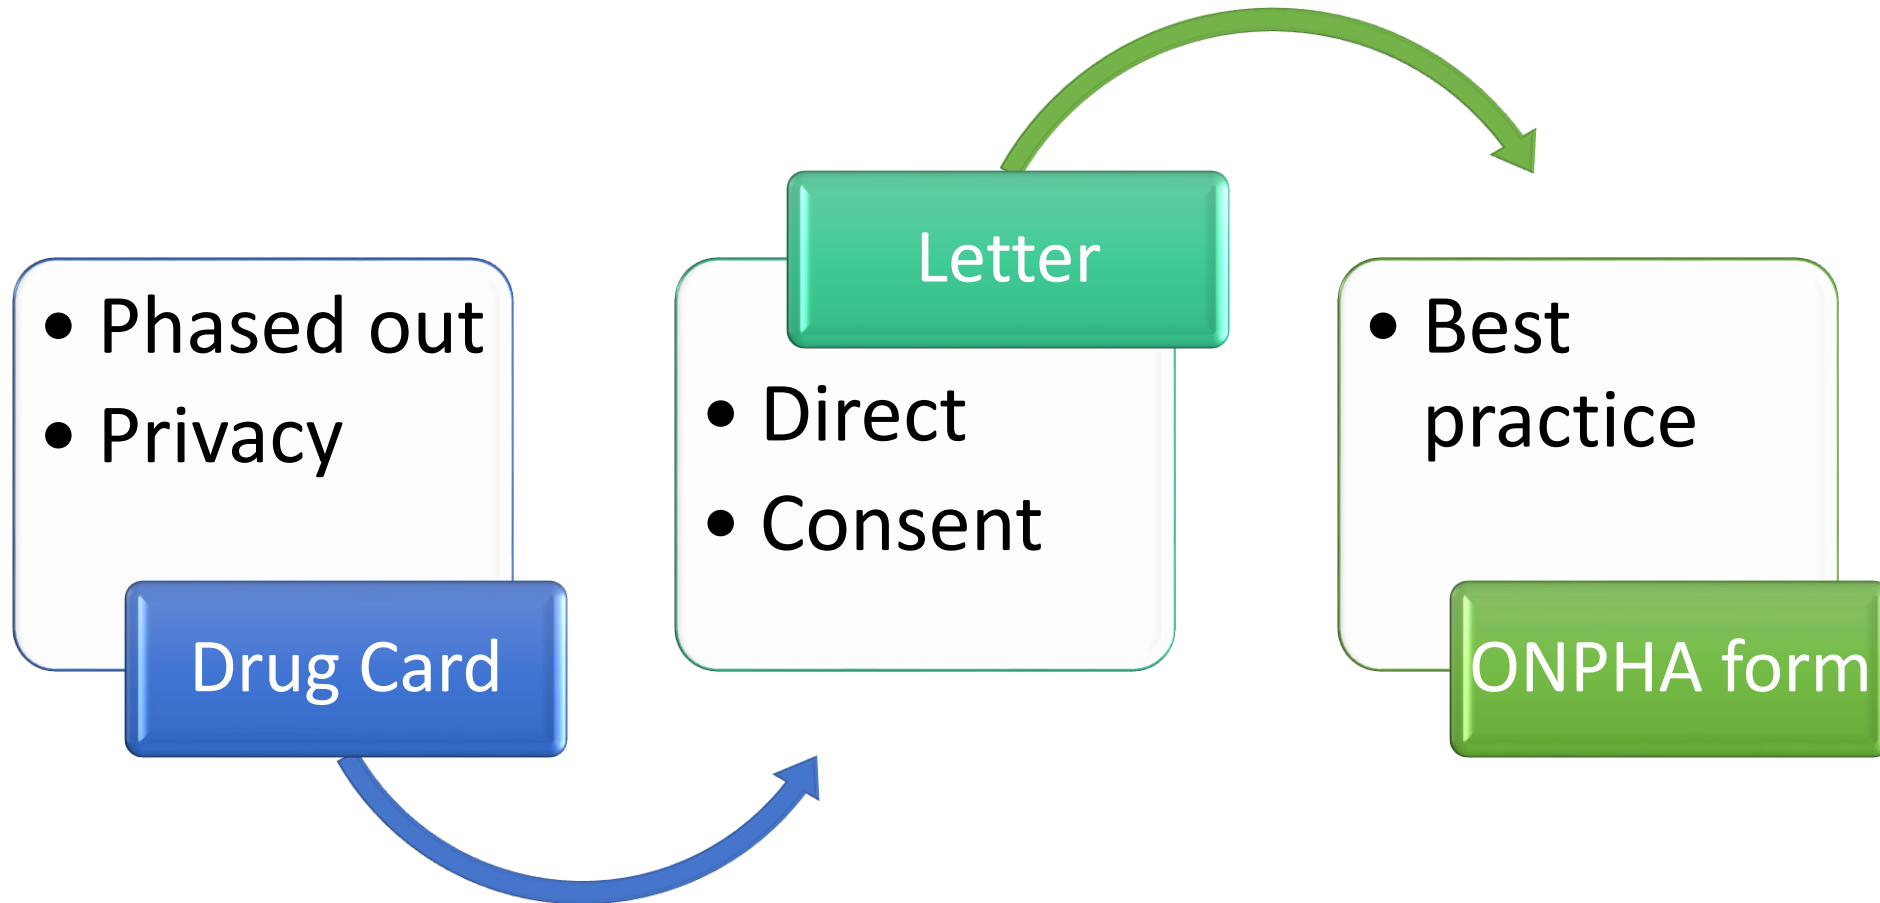 • Phased out
• Privacy
Drug Card
Letter
• Direct
• Consent
• Best
practice
ONPHA form